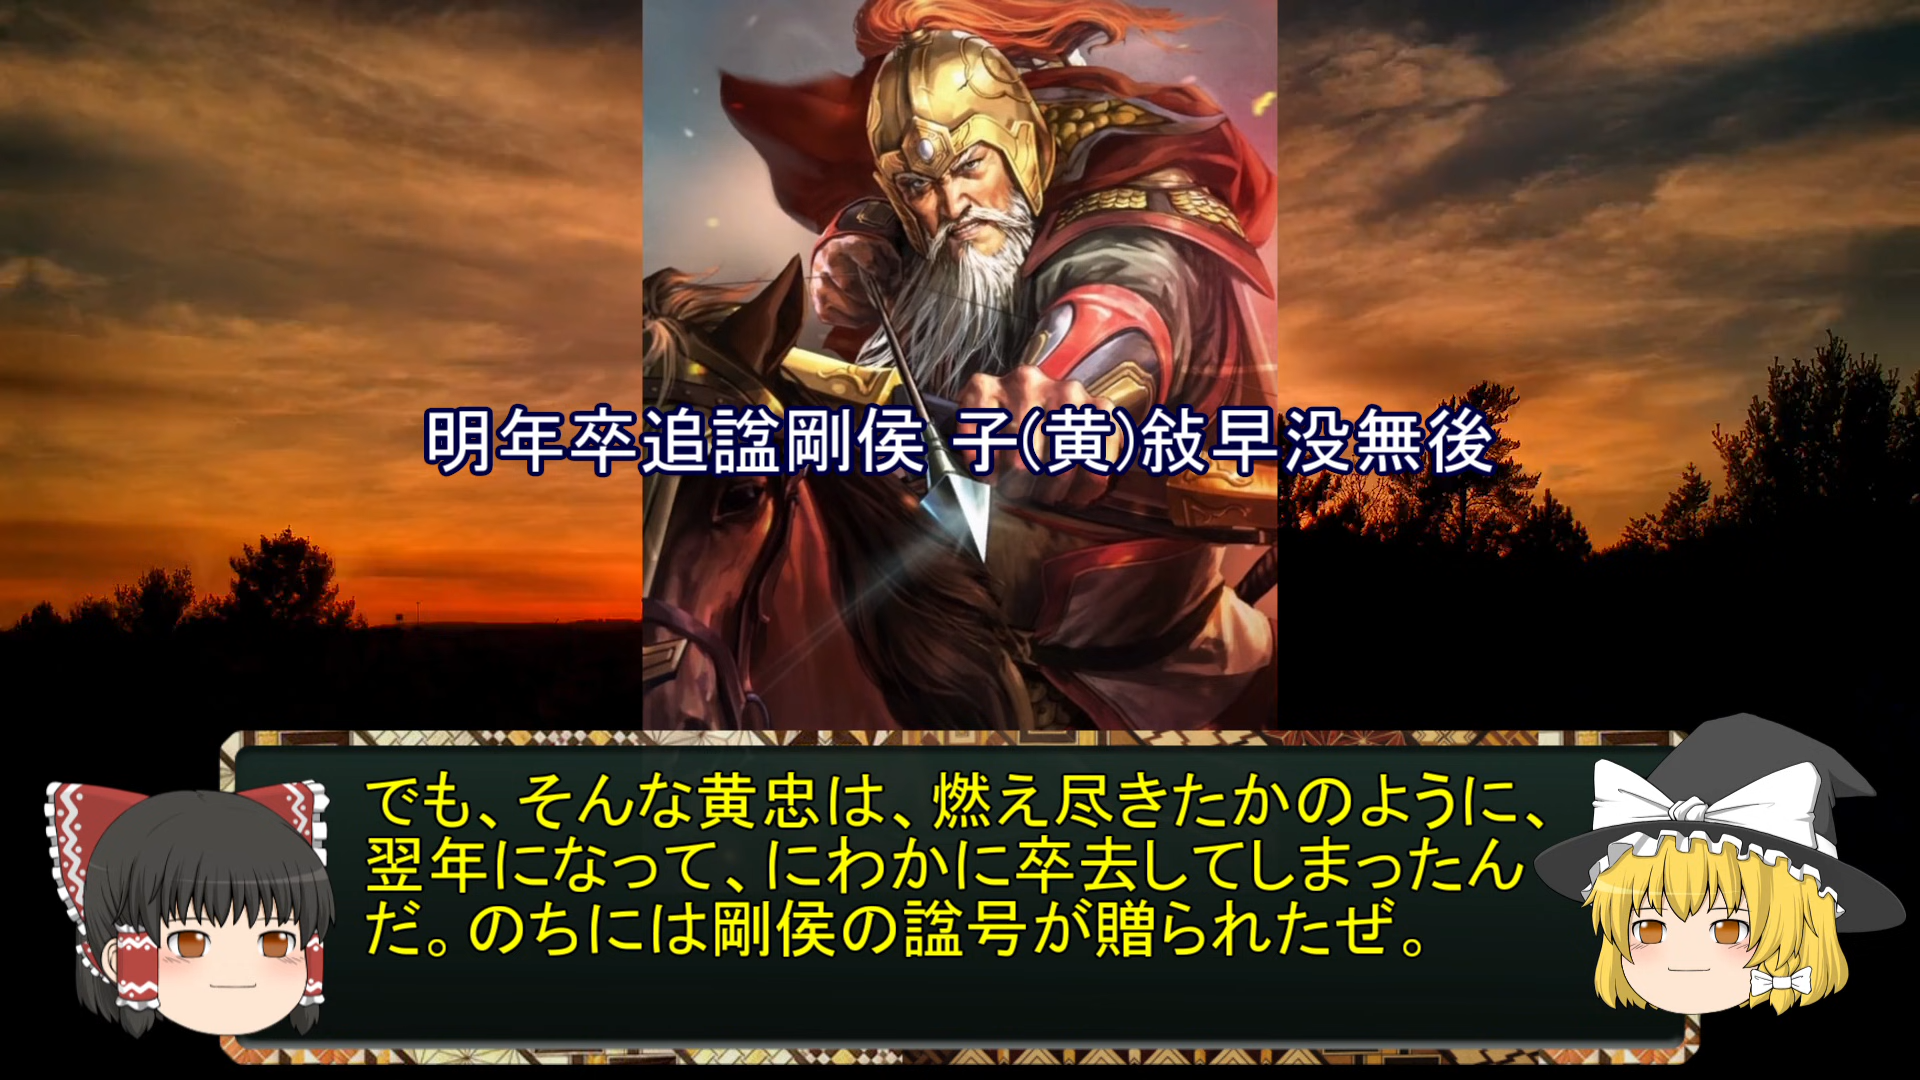 明年卒追諡剛侯 子(黄)敍早没無後
でも、そんな黄忠は、燃え尽きたかのように、
翌年になって、にわかに卒去してしまったん
だ。のちには剛侯の諡号が贈られたぜ。